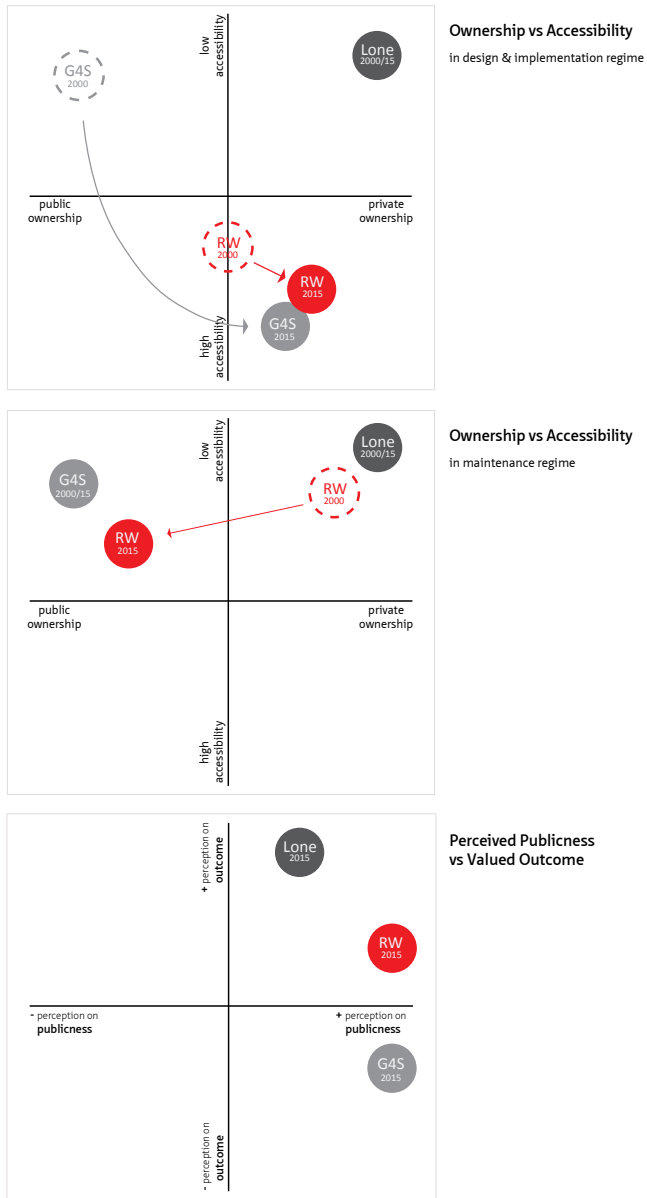 Ownership vs Accessibility
in design & implementation regime
low
accessibility
G4S
2000
Lone
2000/15
public
ownership
private
ownership
RW
2000
RW
2015
G4S
2015
high
accessibility
Ownership vs Accessibility
in maintenance regime
low
accessibility
Lone
2000/15
G4S
2000/15
RW
2000
RW
2015
public
ownership
private
ownership
high
accessibility
Perceived Publicness
vs Valued Outcome
+ perception on
outcome
Lone
2015
RW
2015
- perception on
publicness
+ perception on
publicness
G4S
2015
- perception on
outcome